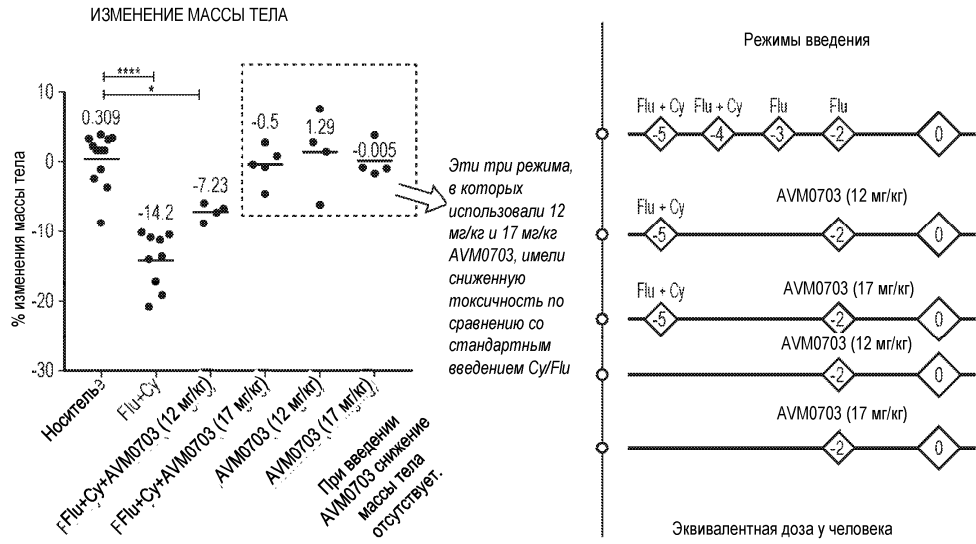 ИЗМЕНЕНИЕ МАССЫ ТЕЛА
% изменения массы тела
10
0
-10
-20
-30
****
*
0.309
-14.2
-7.23
-0.5
1.29
-0.005
Носитель
Flu+Cy
Flu+Cy+AVM0703 (12 мг/кг)
Flu+Cy+AVM0703 (17 мг/кг)
AVM0703 (12 мг/кг)
AVM0703 (17 мг/кг)
При введении
AVM0703 снижение
массы тела
отсутствует.
Эти три режима,
в которых
использовали 12
мг/кг и 17 мг/кг
AVM0703, имели
сниженную
токсичность по
сравнению со
стандартным
введением Cy/Flu
Режимы введения
Flu + Cy Flu + Cy Flu Flu
-5 -4 -3 -2 0
AVM0703 (12 мг/кг)
Flu + Cy
-5 -2 0
AVM0703 (17 мг/кг)
Flu + Cy
-5 -2 0
AVM0703 (12 мг/кг)
-2 0
AVM0703 (17 мг/кг)
-2 0
Эквивалентная доза у человека